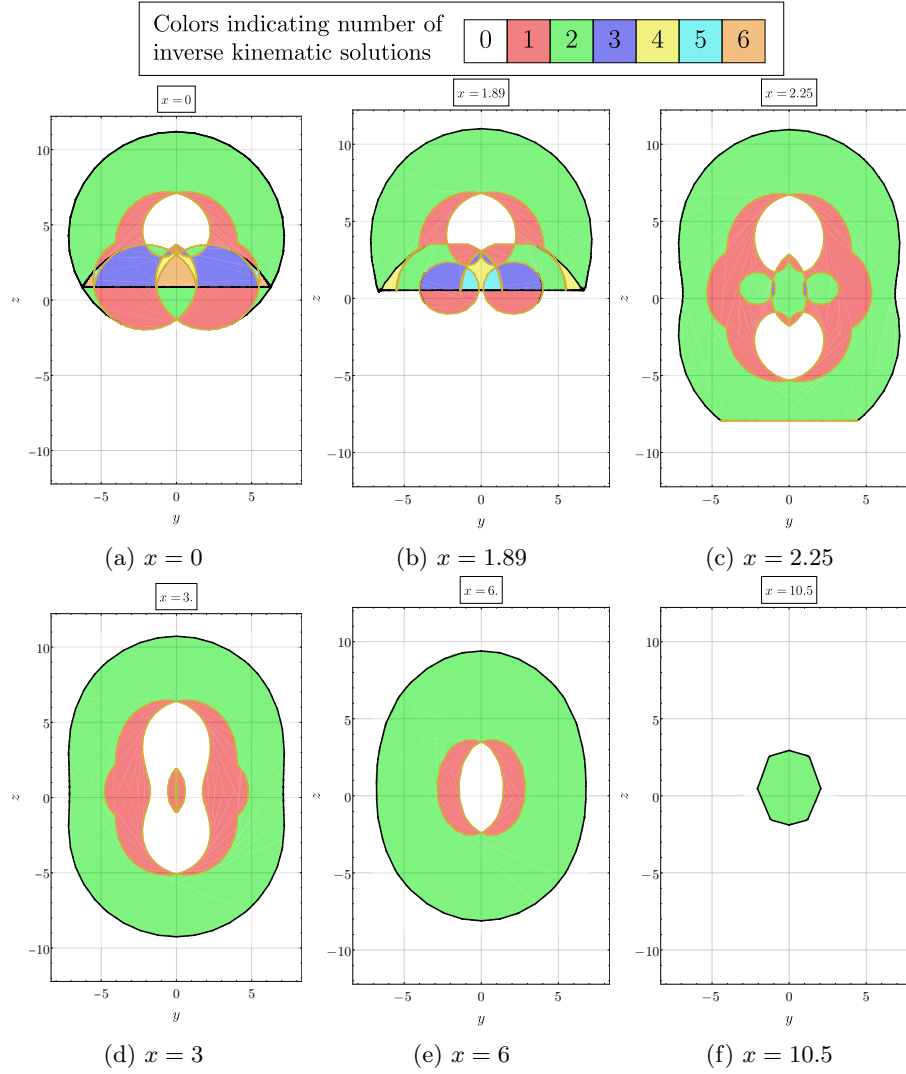 Colors indicating number of
inverse kinematic solutions
0 1 2 3 4 5 6
x = 0
x = 1.89
x = 2.25
10
5
0
−5
−10
z
−5 0 5
y
10
5
0
−5
−10
z
−5 0 5
y
10
5
0
−5
−10
z
−5 0 5
y
(a) x = 0
(b) x = 1.89
(c) x = 2.25
x = 3.
x = 6.
x = 10.5
10
5
0
−5
−10
z
−5 0 5
y
10
5
0
−5
−10
z
−5 0 5
y
10
5
0
−5
−10
z
−5 0 5
y
(d) x = 3
(e) x = 6
(f) x = 10.5